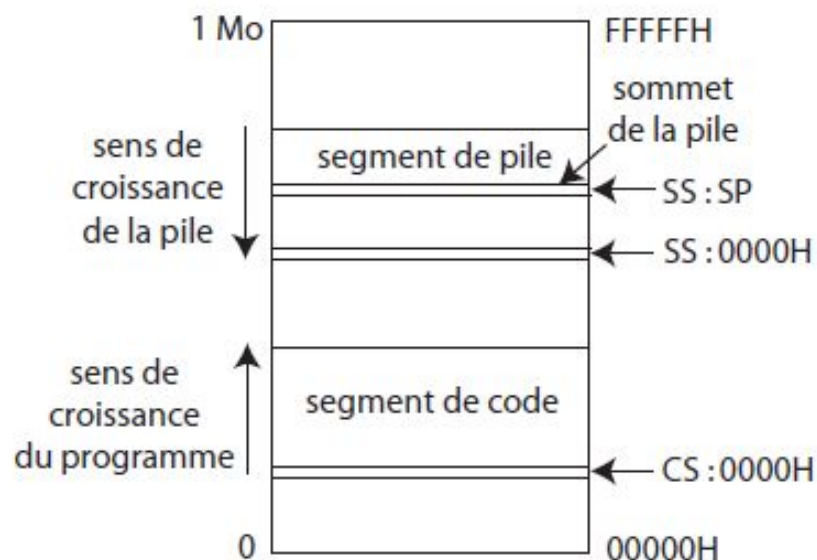 1 Mo
FFFFFH
sommet
de la pile
sens de
croissance
de la pile
segment de pile
SS : SP
SS : 0000H
sens de
croissance
du programme
segment de code
CS : 0000H
0
00000H